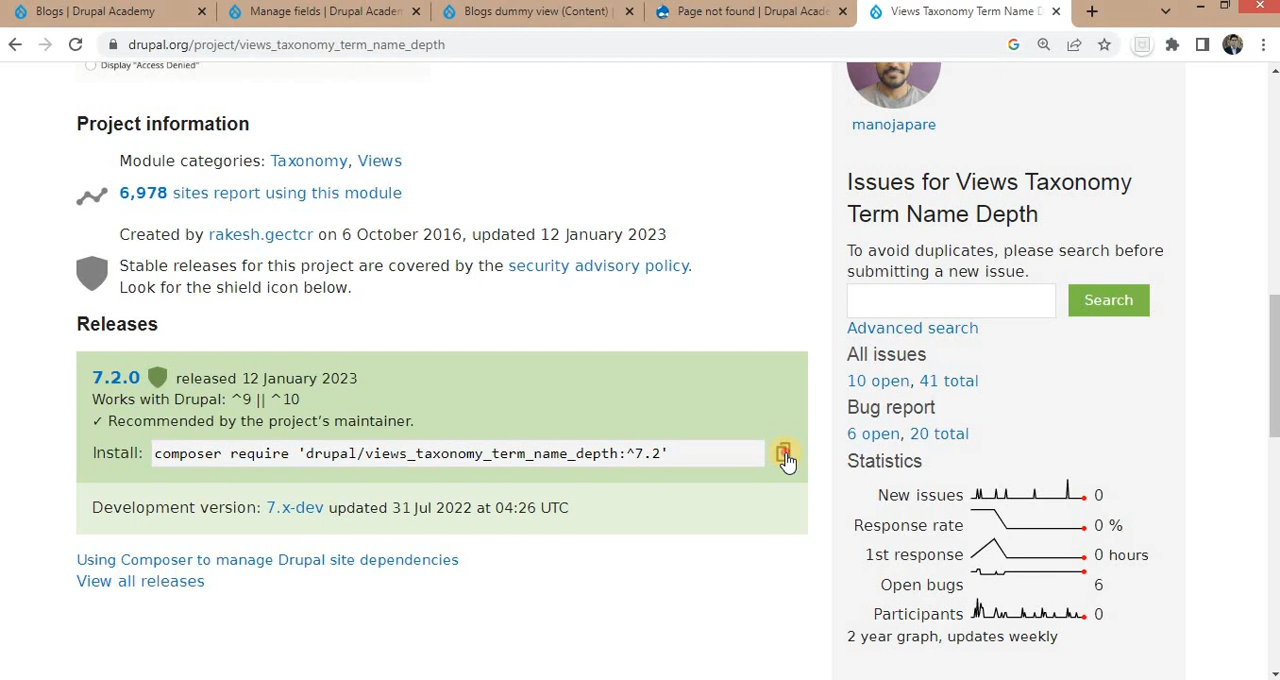 Blogs | Drupal Academy
Manage fields | Drupal Academ
Blogs dummy view (Content) |
Page not found | Drupal Acade
Views Taxonomy Term Name D
drupal.org/project/views_taxonomy_term_name_depth
Display "Access Denied"
Project information
Module categories: Taxonomy, Views
6,978 sites report using this module
Created by rakesh.gectcr on 6 October 2016, updated 12 January 2023
Stable releases for this project are covered by the security advisory policy.
Look for the shield icon below.
Releases
7.2.0 released 12 January 2023
Works with Drupal: ^9 || ^10
✓ Recommended by the project's maintainer.
Install: composer require 'drupal/views_taxonomy_term_name_depth:^7.2'
Development version: 7.x-dev updated 31 Jul 2022 at 04:26 UTC
Using Composer to manage Drupal site dependencies
View all releases
manojapare
Issues for Views Taxonomy
Term Name Depth
To avoid duplicates, please search before
submitting a new issue.
Search
Advanced search
All issues
10 open, 41 total
Bug report
6 open, 20 total
Statistics
New issues 0
Response rate 0 %
1st response 0 hours
Open bugs 6
Participants 0
2 year graph, updates weekly